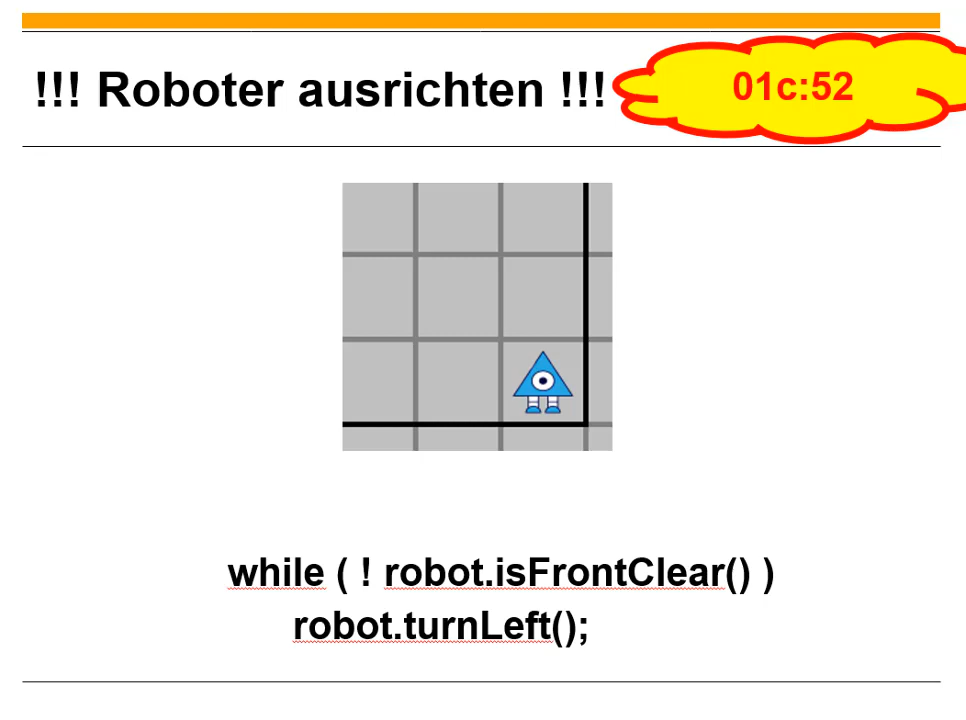 !!! Roboter ausrichten !!!
01c:52
while ( ! robot.isFrontClear() )
robot.turnLeft();